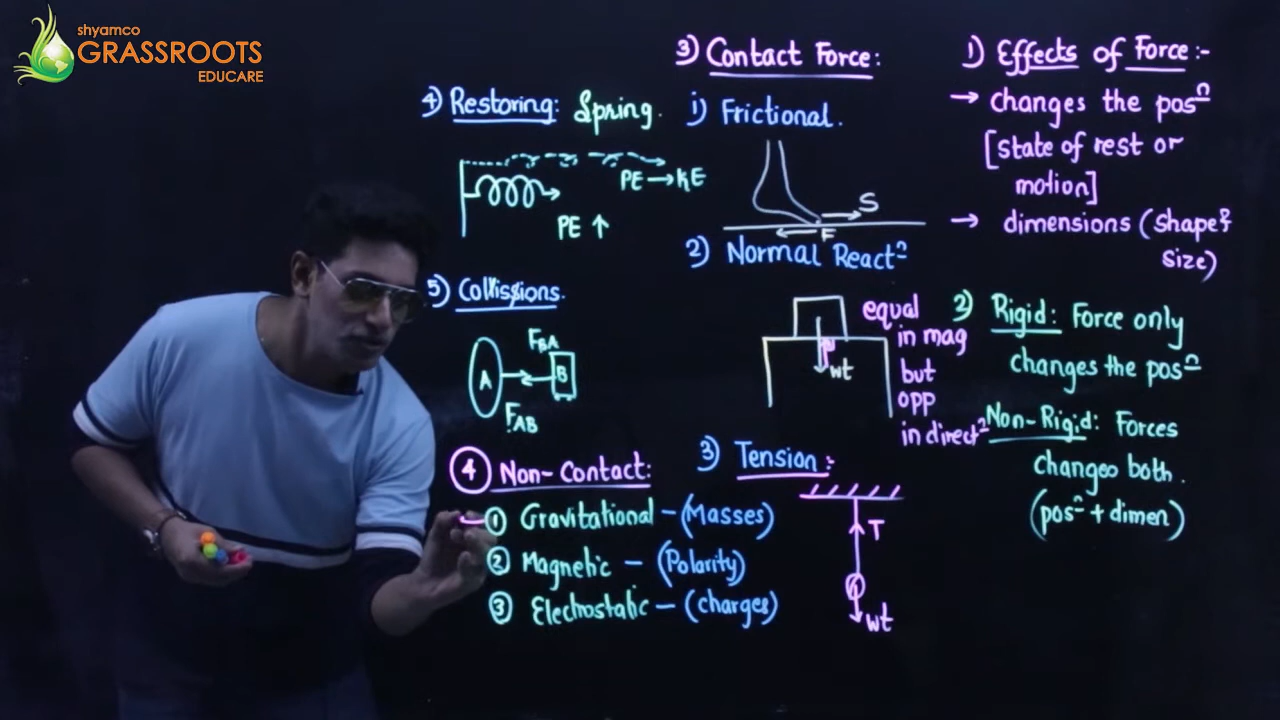 shyamco
GRASSROOTS
EDUCARE
1) Effects of Force :-
→ changes the posⁿ
[state of rest or
motion]
→ dimensions (shape &
size)
2) Rigid: Force only
changes the posⁿ
Non-Rigid: Forces
changes both.
(posⁿ + dimen)
3) Contact Force:
i) Frictional.
S
F
2) Normal Reactⁿ
equal
in mag
but
opp
in directⁿ
wt
3) Tension:
T
wt
4) Restoring: Spring.
PE → KE
PE ↑
5) Collissions.
F_BA
A
B
F_AB
4 Non-Contact:
1 Gravitational - (Masses)
2 Magnetic - (Polarity)
3 Electrostatic - (charges)